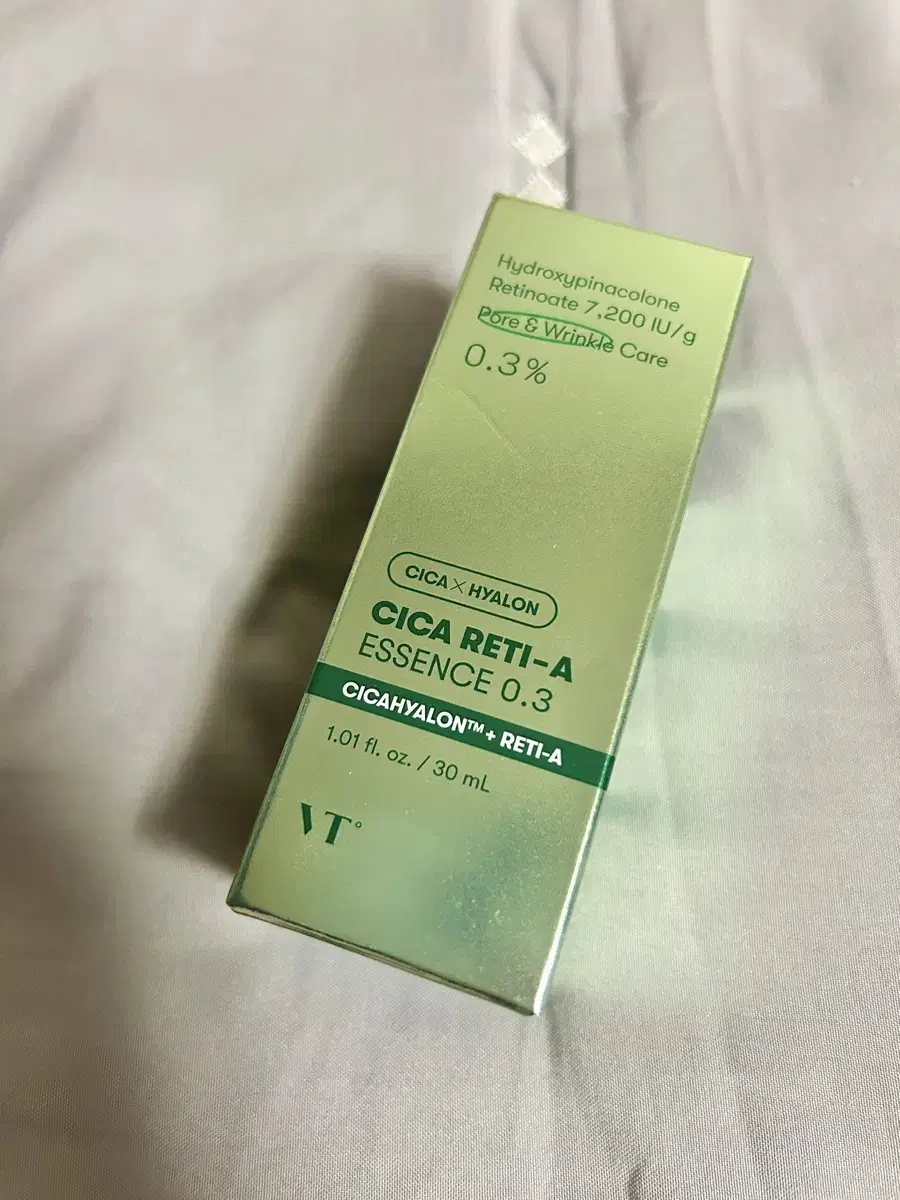 Hydroxypinacolone
Retinoate 7,200 IU/g
Pore & Wrinkle Care
0.3%
CICA×HYALON
CICA RETI-A
ESSENCE 0.3
CICAHYALON™+ RETI-A
1.01 fl. oz. / 30 mL
VT°